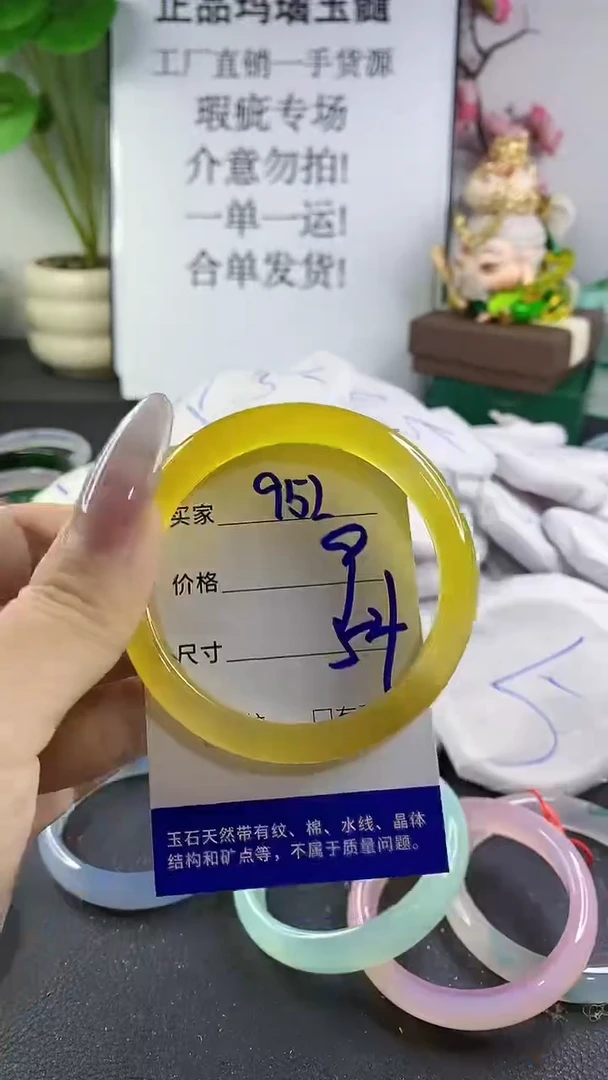 正品玛瑙玉髓
工厂直销一手货源
瑕疵专场
介意勿拍!
一单一运!
合单发货!
买家 952
价格 9
尺寸 54
玉石天然带有纹、棉、水线、晶体
结构和矿点等，不属于质量问题。